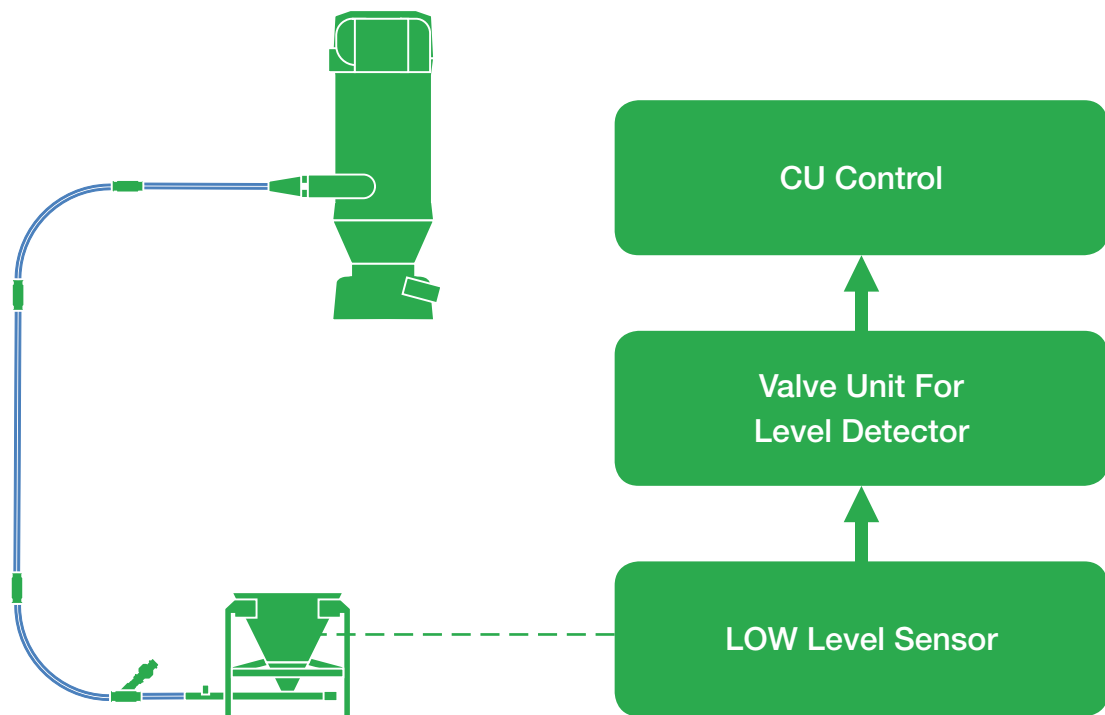 CU Control
Valve Unit For
Level Detector
LOW Level Sensor